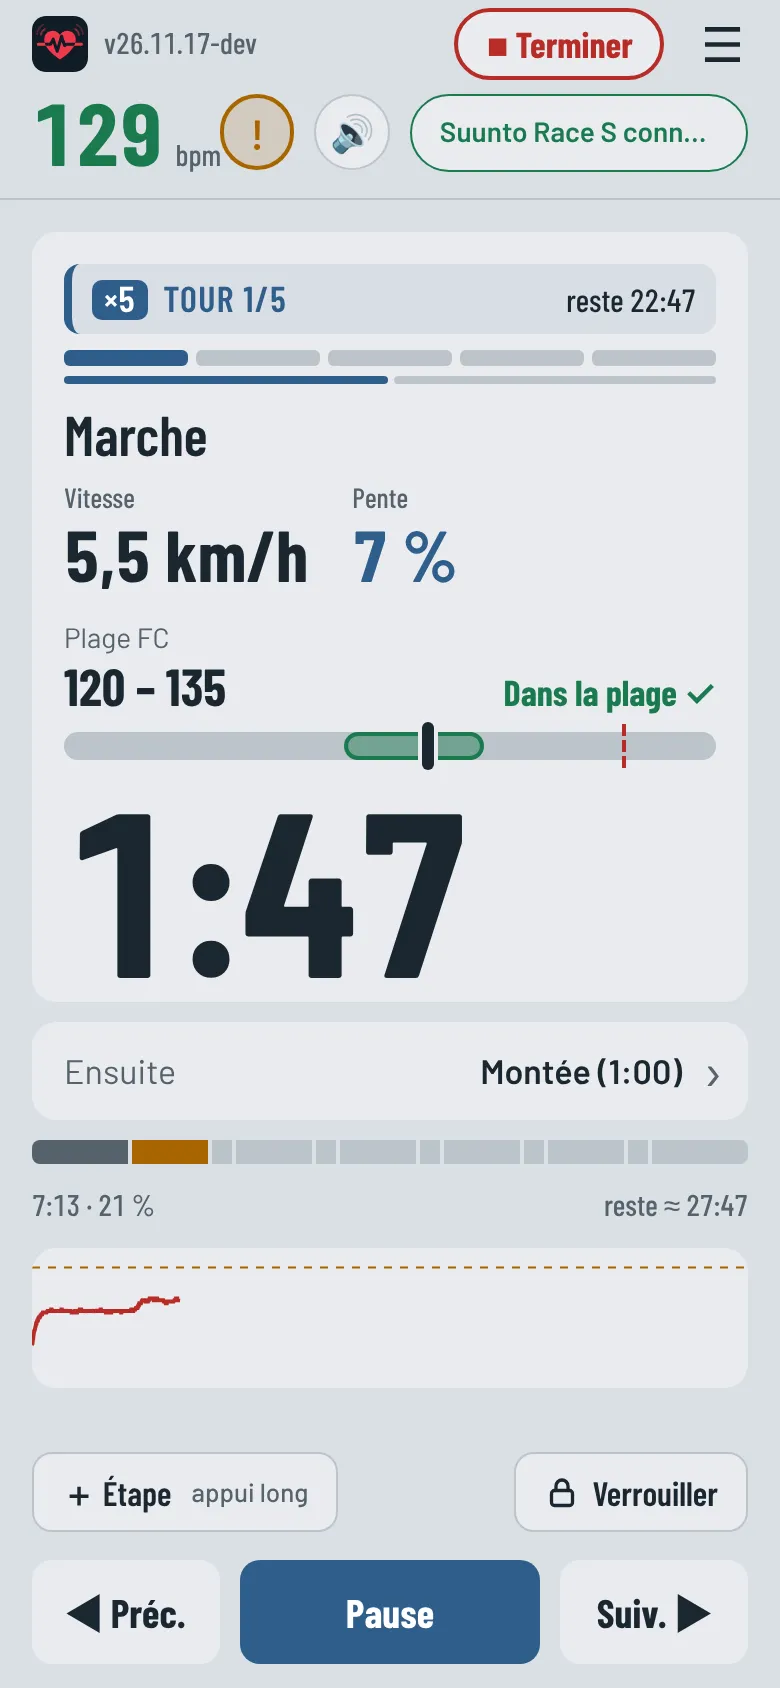 v26.11.17-dev
■ Terminer
129 bpm
!
Suunto Race S conn...
×5 TOUR 1/5 reste 22:47
Marche
Vitesse Pente
5,5 km/h 7 %
Plage FC
120 – 135 Dans la plage ✓
1:47
Ensuite Montée (1:00) ›
7:13 · 21 % reste ≈ 27:47
+ Étape appui long
Verrouiller
◀ Préc. Pause Suiv. ▶